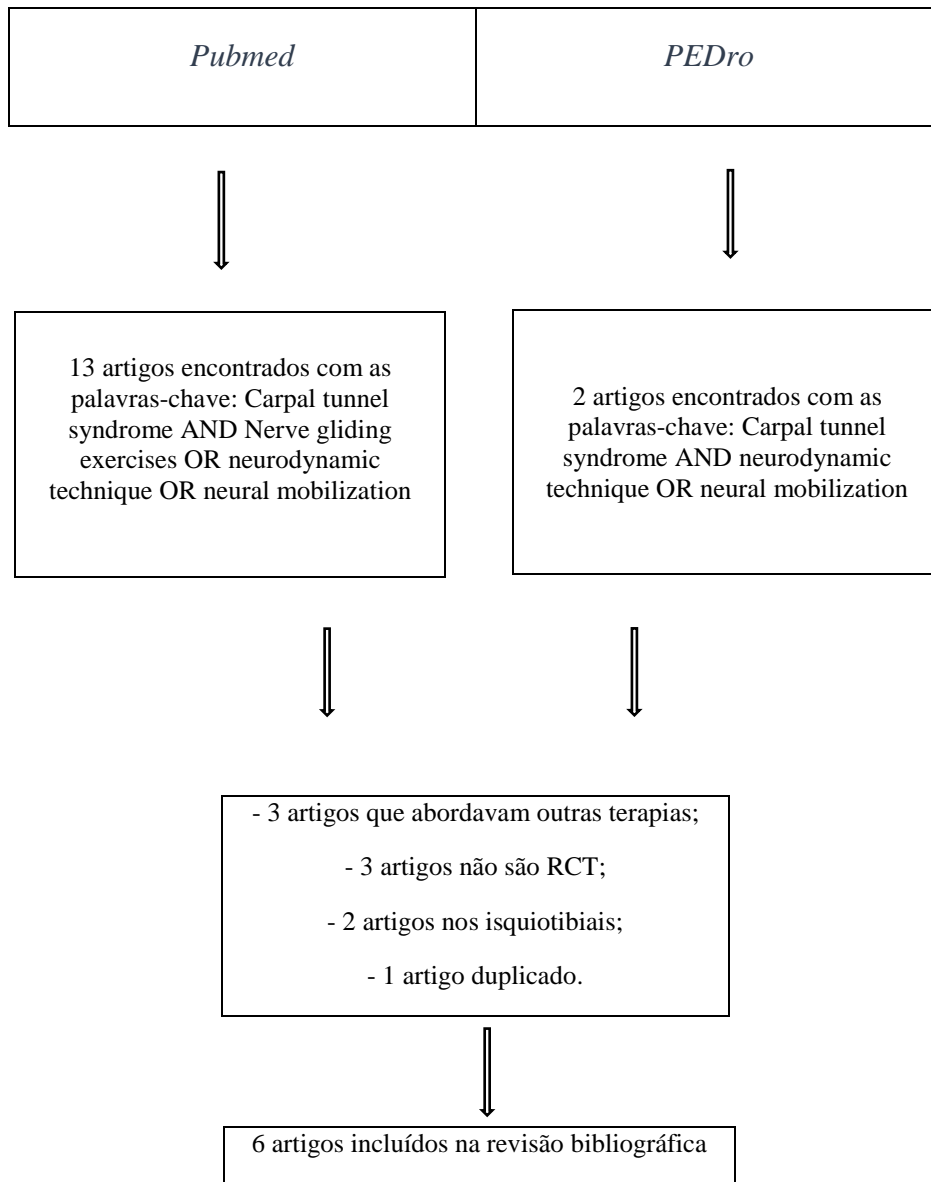 Pubmed
PEDro
13 artigos encontrados com as
palavras-chave: Carpal tunnel
syndrome AND Nerve gliding
exercises OR neurodynamic
technique OR neural mobilization
2 artigos encontrados com as
palavras-chave: Carpal tunnel
syndrome AND neurodynamic
technique OR neural mobilization
- 3 artigos que abordavam outras terapias;
- 3 artigos não são RCT;
- 2 artigos nos isquiotibiais;
- 1 artigo duplicado.
6 artigos incluídos na revisão bibliográfica